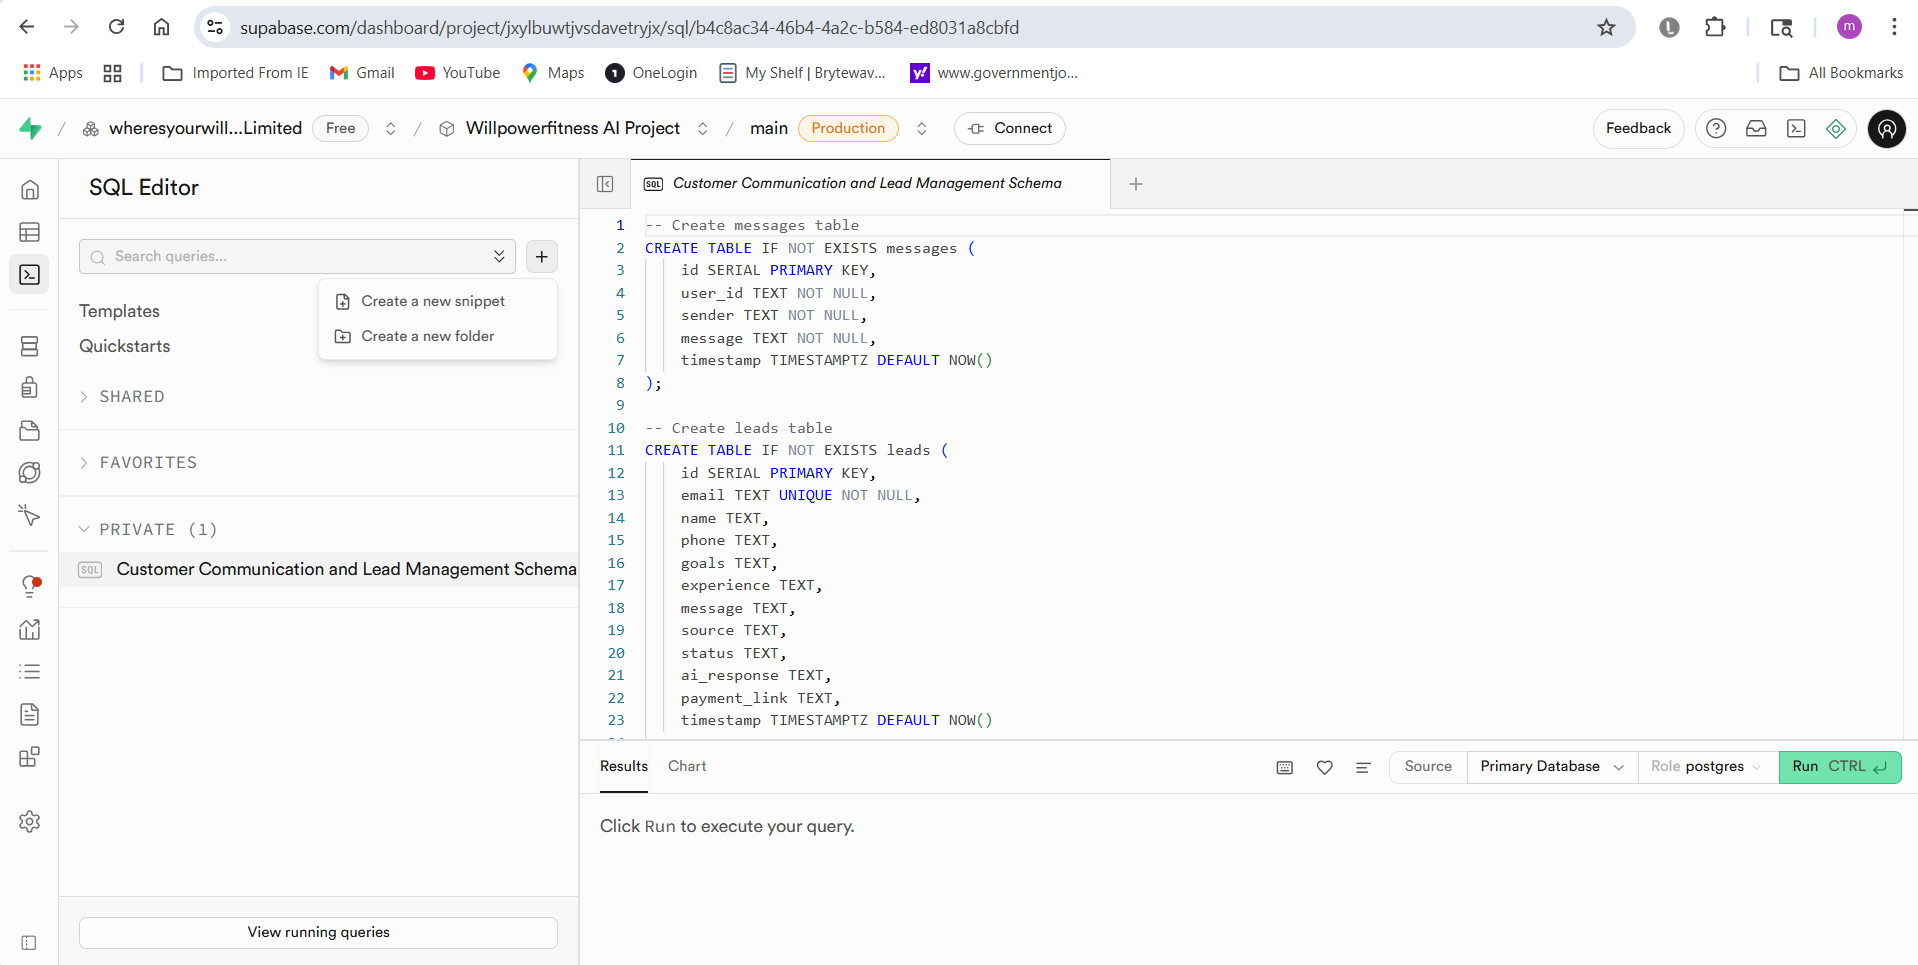 supabase.com/dashboard/project/jxylbuwtjvsdavetryjx/sql/b4c8ac34-46b4-4a2c-b584-ed8031a8cbfd
m
Apps
Imported From IE
Gmail
YouTube
Maps
OneLogin
My Shelf | Brytewav...
www.governmentjo...
All Bookmarks
wheresyourwill...Limited Free / Willpowerfitness AI Project / main Production Connect
Feedback
SQL Editor
SQL Customer Communication and Lead Management Schema
Search queries...
Create a new snippet
Create a new folder
Templates
Quickstarts
SHARED
FAVORITES
PRIVATE (1)
SQL Customer Communication and Lead Management Schema
View running queries
1 -- Create messages table
2 CREATE TABLE IF NOT EXISTS messages (
3 id SERIAL PRIMARY KEY,
4 user_id TEXT NOT NULL,
5 sender TEXT NOT NULL,
6 message TEXT NOT NULL,
7 timestamp TIMESTAMPTZ DEFAULT NOW()
8 );
9
10 -- Create leads table
11 CREATE TABLE IF NOT EXISTS leads (
12 id SERIAL PRIMARY KEY,
13 email TEXT UNIQUE NOT NULL,
14 name TEXT,
15 phone TEXT,
16 goals TEXT,
17 experience TEXT,
18 message TEXT,
19 source TEXT,
20 status TEXT,
21 ai_response TEXT,
22 payment_link TEXT,
23 timestamp TIMESTAMPTZ DEFAULT NOW()
Results Chart
Source Primary Database Role postgres Run CTRL
Click Run to execute your query.